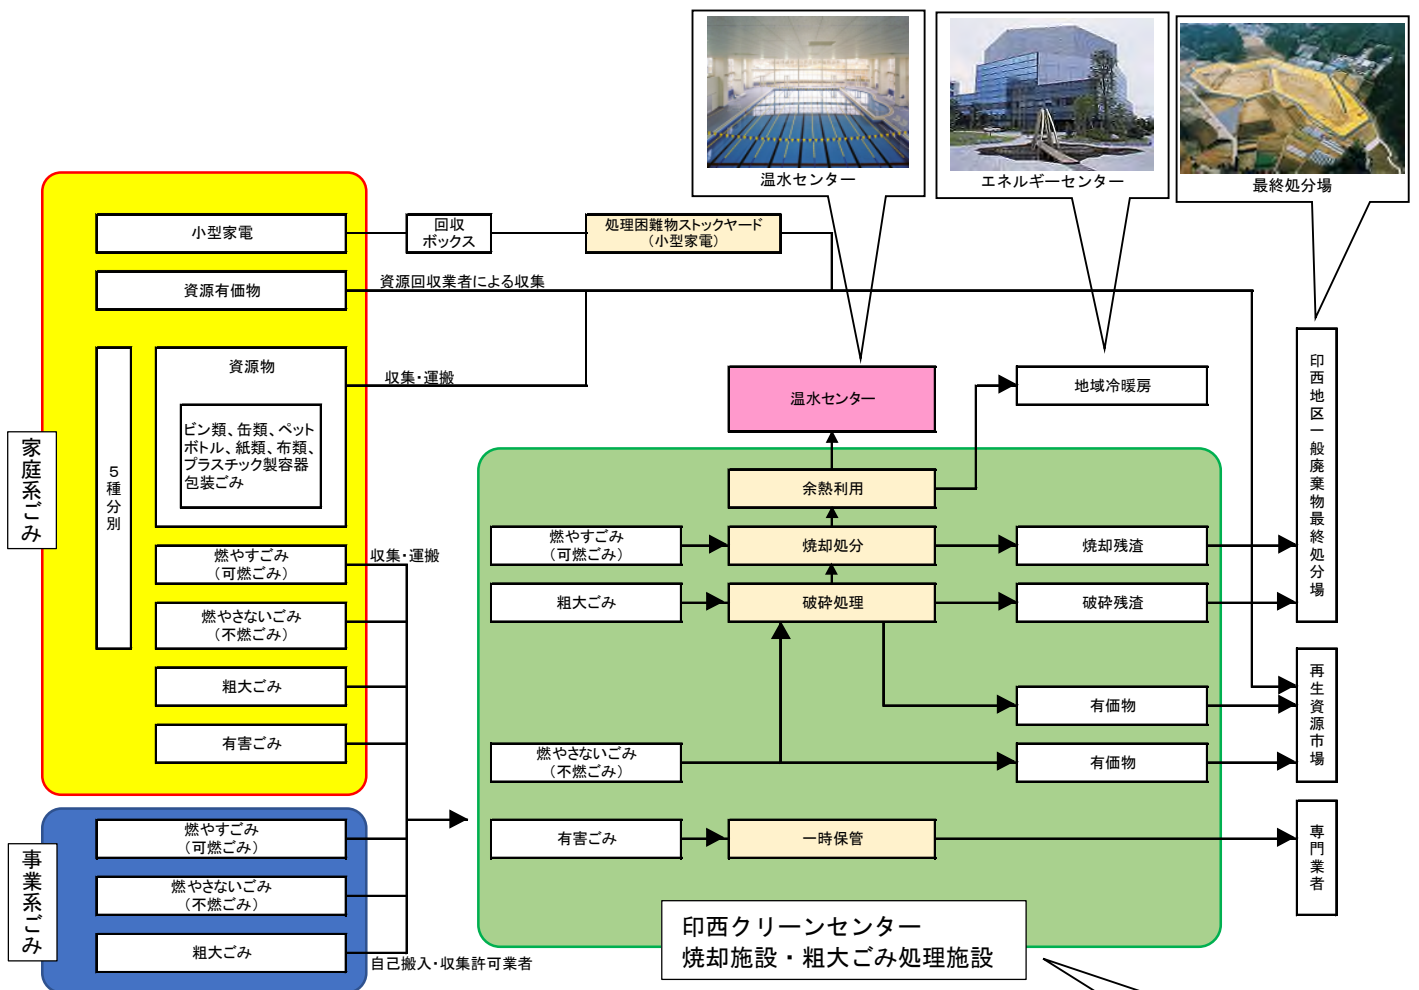 温水センター
エネルギーセンター
最終処分場
家庭系ごみ
小型家電
回収
ボックス
処理困難物ストックヤード
（小型家電）
資源有価物
資源回収業者による収集
5種分別
資源物
ビン類、缶類、ペット
ボトル、紙類、布類、
プラスチック製容器
包装ごみ
収集・運搬
燃やすごみ
（可燃ごみ）
収集・運搬
燃やさないごみ
（不燃ごみ）
粗大ごみ
有害ごみ
事業系ごみ
燃やすごみ
（可燃ごみ）
燃やさないごみ
（不燃ごみ）
粗大ごみ
自己搬入・収集許可業者
温水センター
地域冷暖房
余熱利用
燃やすごみ
（可燃ごみ）
焼却処分
焼却残渣
粗大ごみ
破砕処理
破砕残渣
有価物
燃やさないごみ
（不燃ごみ）
有価物
有害ごみ
一時保管
印西地区一般廃棄物最終処分場
再生資源市場
専門業者
印西クリーンセンター
焼却施設・粗大ごみ処理施設